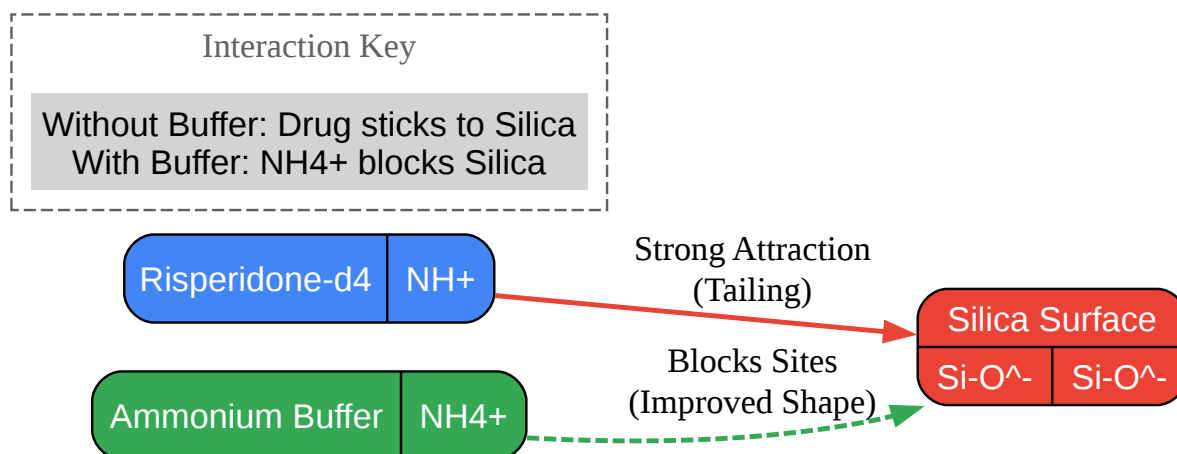 Interaction Key
Without Buffer: Drug sticks to Silica
With Buffer: NH4+ blocks Silica
Risperidone-d4 NH+
Strong Attraction
(Tailing)
Silica Surface
Si-O^- Si-O^-
Blocks Sites
(Improved Shape)
Ammonium Buffer NH4+